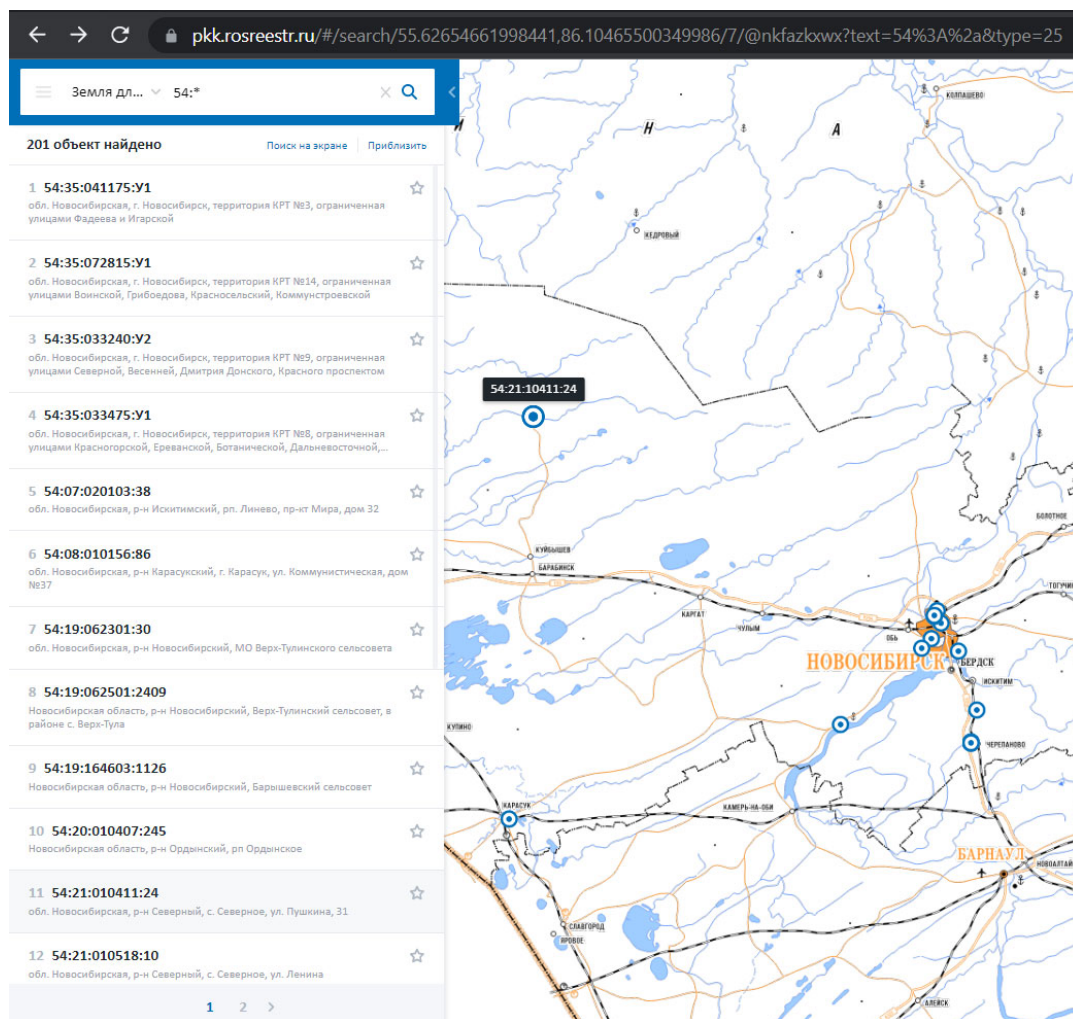 pkk.rosreestr.ru/#/search/55.62654661998441,86.10465500349986/7/@nkfazkxwx?text=54%3A%2a&type=25
Земля дл...
54:*
201 объект найдено
Поиск на экране
Приблизить
1 54:35:041175:У1
обл. Новосибирская, г. Новосибирск, территория КРТ №3, ограниченная
улицами Фадеева и Игарской
2 54:35:072815:У1
обл. Новосибирская, г. Новосибирск, территория КРТ №14, ограниченная
улицами Воинской, Грибоедова, Красносельский, Коммунстроевской
3 54:35:033240:У2
обл. Новосибирская, г. Новосибирск, территория КРТ №9, ограниченная
улицами Северной, Весенней, Дмитрия Донского, Красного проспектом
4 54:35:033475:У1
обл. Новосибирская, г. Новосибирск, территория КРТ №8, ограниченная
улицами Красногорской, Ереванской, Ботанической, Дальневосточной,...
5 54:07:020103:38
обл. Новосибирская, р-н Искитимский, рп. Линево, пр-кт Мира, дом 32
6 54:08:010156:86
обл. Новосибирская, р-н Карасукский, г. Карасук, ул. Коммунистическая, дом
№37
7 54:19:062301:30
обл. Новосибирская, р-н Новосибирский, МО Верх-Тулинского сельсовета
8 54:19:062501:2409
Новосибирская область, р-н Новосибирский, Верх-Тулинский сельсовет, в
районе с. Верх-Тула
9 54:19:164603:1126
Новосибирская область, р-н Новосибирский, Барышевский сельсовет
10 54:20:010407:245
Новосибирская область, р-н Ордынский, рп Ордынское
11 54:21:010411:24
обл. Новосибирская, р-н Северный, с. Северное, ул. Пушкина, 31
12 54:21:010518:10
обл. Новосибирская, р-н Северный, с. Северное, ул. Ленина
1 2
КОЛПАШЕВО
И Н А
КЕДРОВЫЙ
54:21:10411:24
БОЛОТНОЕ
КУЙБЫШЕВ
БАРАБИНСК
ТОГУЧИН
КАРГАТ
ЧУЛЫМ
ОБЬ
НОВОСИБИРСК
БЕРДСК
ИСКИТИМ
КУПИНО
ЧЕРЕПАНОВО
КАРАСУК
КАМЕНЬ-НА-ОБИ
БАРНАУЛ
НОВОАЛТАЙ
СЛАВГОРОД
ЯРОВОЕ
АЛЕЙСК